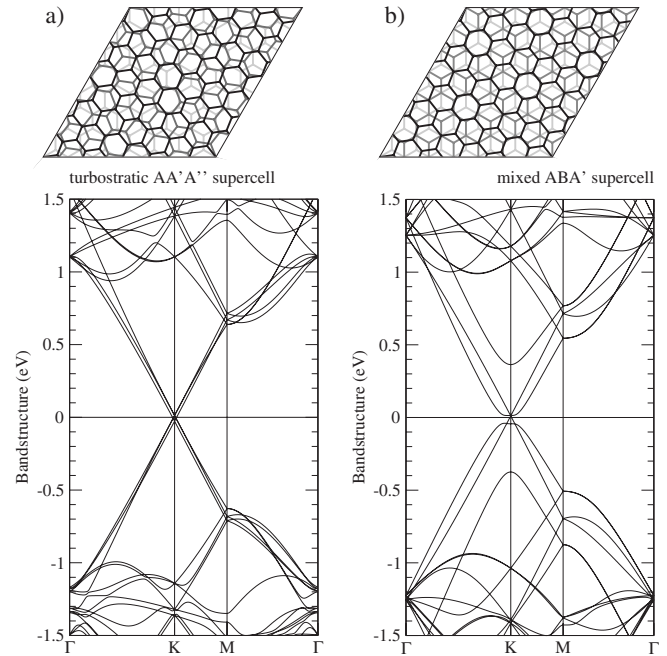 a)
b)
turbostratic AA'A'' supercell
mixed ABA' supercell
Bandstructure (eV)
1.5
1
0.5
0
-0.5
-1
-1.5
Γ K M Γ
Bandstructure (eV)
1.5
1
0.5
0
-0.5
-1
-1.5
Γ K M Γ